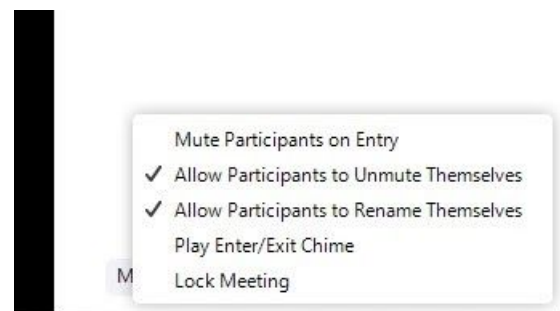 Mute Participants on Entry
✓ Allow Participants to Unmute Themselves
✓ Allow Participants to Rename Themselves
Play Enter/Exit Chime
M Lock Meeting